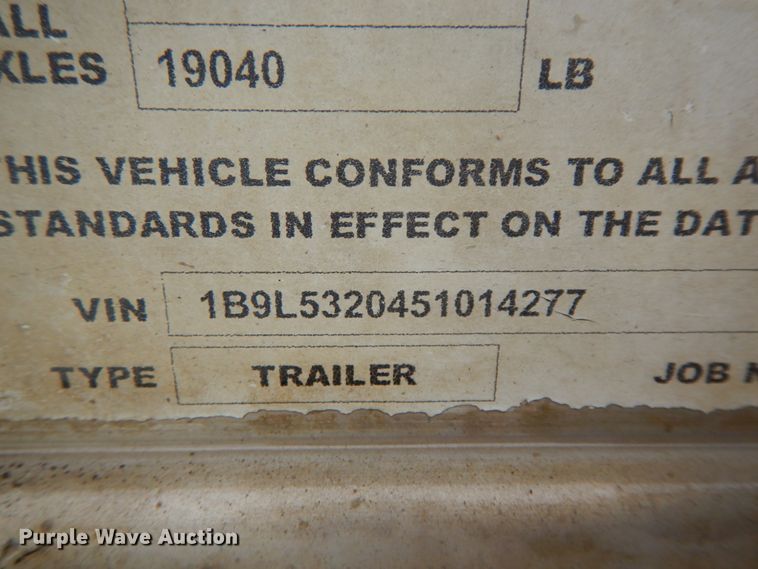 ALL
XLES 19040 LB
THIS VEHICLE CONFORMS TO ALL A
STANDARDS IN EFFECT ON THE DAT
VIN 1B9L5320451014277
TYPE TRAILER JOB N
Purple Wave Auction